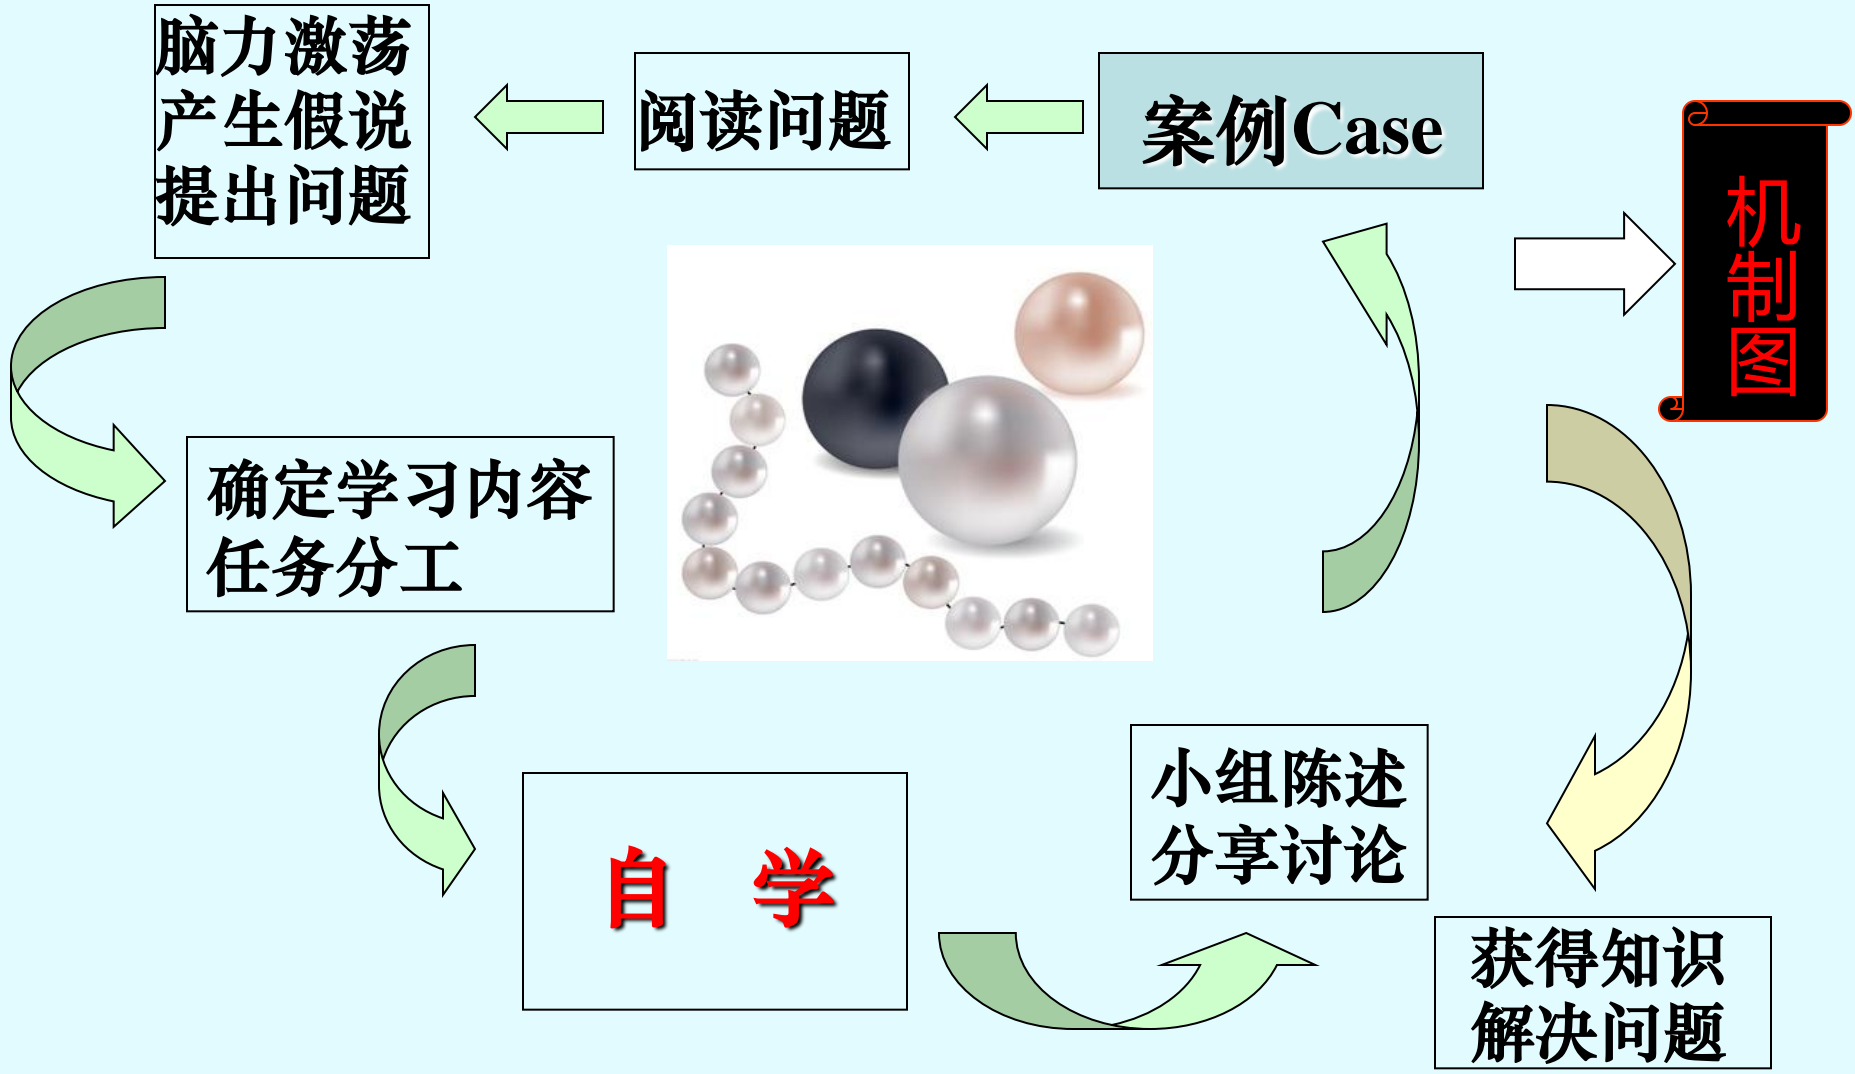 脑力激荡
产生假说
提出问题
阅读问题
案例Case
机
制
图
确定学习内容
任务分工
自 学
小组陈述
分享讨论
获得知识
解决问题